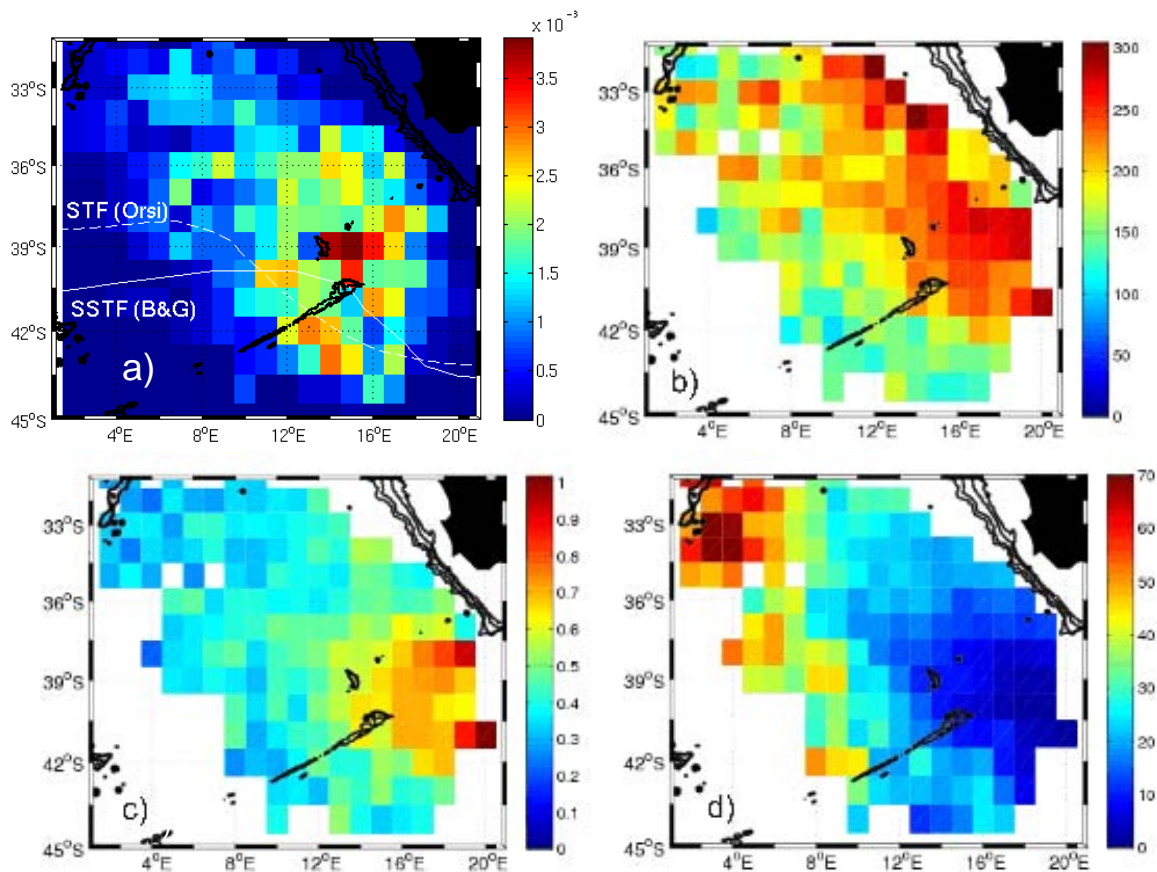 x 10⁻³
33°S
36°S
39°S
42°S
45°S
4°E
8°E
12°E
16°E
20°E
STF (Orsi)
SSTF (B&G)
a)
3.5
3
2.5
2
1.5
1
0.5
0
33°S
36°S
39°S
42°S
45°S
4°E
8°E
12°E
16°E
20°E
b)
300
250
200
150
100
50
0
33°S
36°S
39°S
42°S
45°S
4°E
8°E
12°E
16°E
20°E
c)
1
0.9
0.8
0.7
0.6
0.5
0.4
0.3
0.2
0.1
0
33°S
36°S
39°S
42°S
45°S
4°E
8°E
12°E
16°E
20°E
d)
70
60
50
40
30
20
10
0